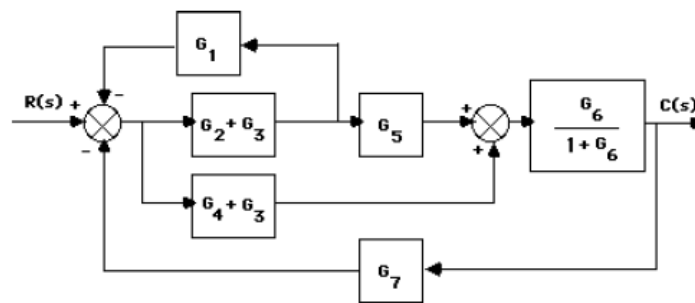 G₁
R(s) + −
G₂ + G₃
G₅
+
G₆
1 + G₆
C(s)
−
+
G₄ + G₃
G₇